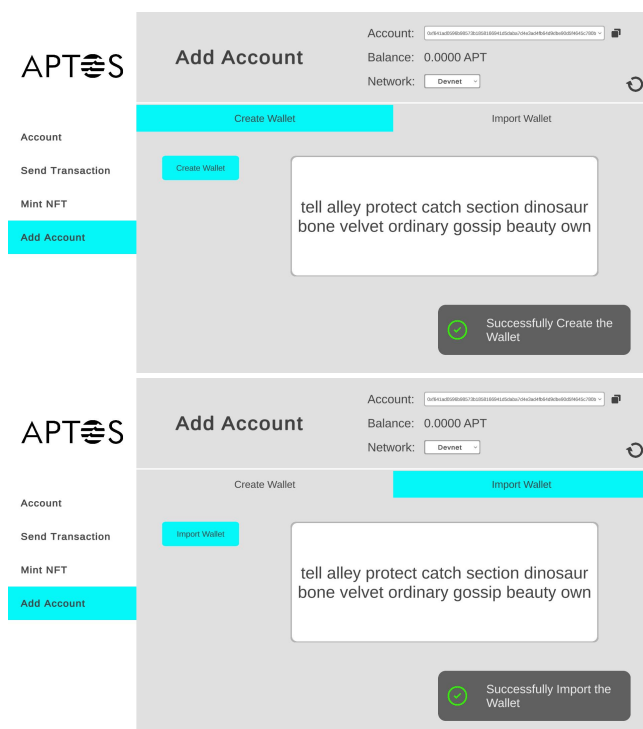 APTOS
Add Account
Account:
Balance: 0.0000 APT
Network: Devnet
Create Wallet
Import Wallet
Account
Send Transaction
Mint NFT
Add Account
Create Wallet
tell alley protect catch section dinosaur
bone velvet ordinary gossip beauty own
Successfully Create the
Wallet
APTOS
Add Account
Account:
Balance: 0.0000 APT
Network: Devnet
Create Wallet
Import Wallet
Account
Send Transaction
Mint NFT
Add Account
Import Wallet
tell alley protect catch section dinosaur
bone velvet ordinary gossip beauty own
Successfully Import the
Wallet